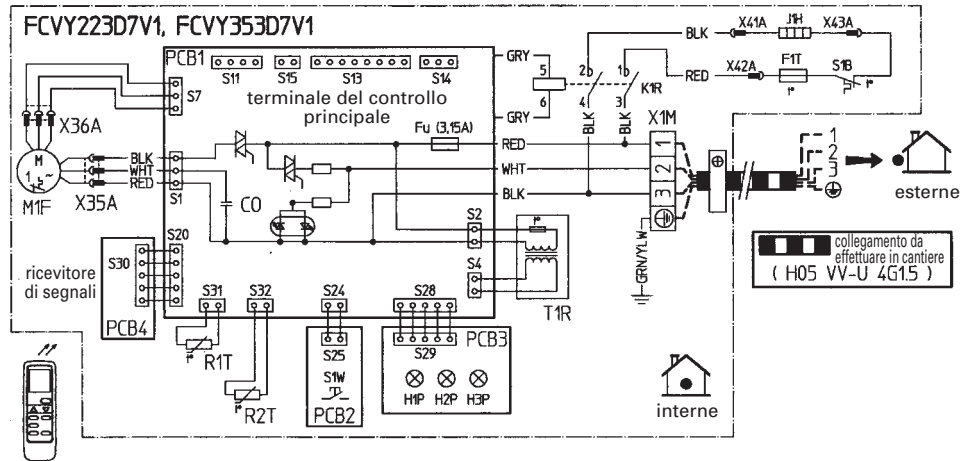 FCVY223D7V1, FCVY353D7V1
PCB1
S11
S15
S13
S14
S7
terminale del controllo
principale
X36A
M
1 ~
M1F
X35A
BLK
WHT
RED
S1
CO
Fu (3,15A)
GRY
GRY
5
6
2
4
1
3
K1R
BLK
BLK
BLK
X41A
J1H
X43A
RED
X42A
F1T
S1B
t°
RED
WHT
BLK
X1M
1
2
3
GRN/YLW
1
2
3
esterne
collegamento da
effettuare in cantiere
( H05 VV-U 4G1.5 )
S2
S4
t°
T1R
S20
S30
ricevitore
di segnali
PCB4
S31
S32
S24
S28
t°
R1T
t°
R2T
S25
S1W
PCB2
S29
PCB3
H1P
H2P
H3P
interne